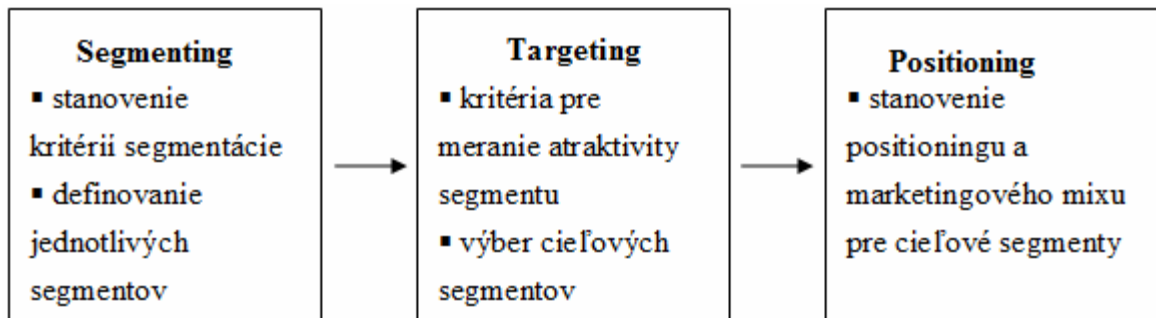 Segmenting
▪ stanovenie
kritérií segmentácie
▪ definovanie
jednotlivých
segmentov
Targeting
▪ kritéria pre
meranie atraktivity
segmentu
▪ výber cieľových
segmentov
Positioning
▪ stanovenie
positioningu a
marketingového mixu
pre cieľové segmenty